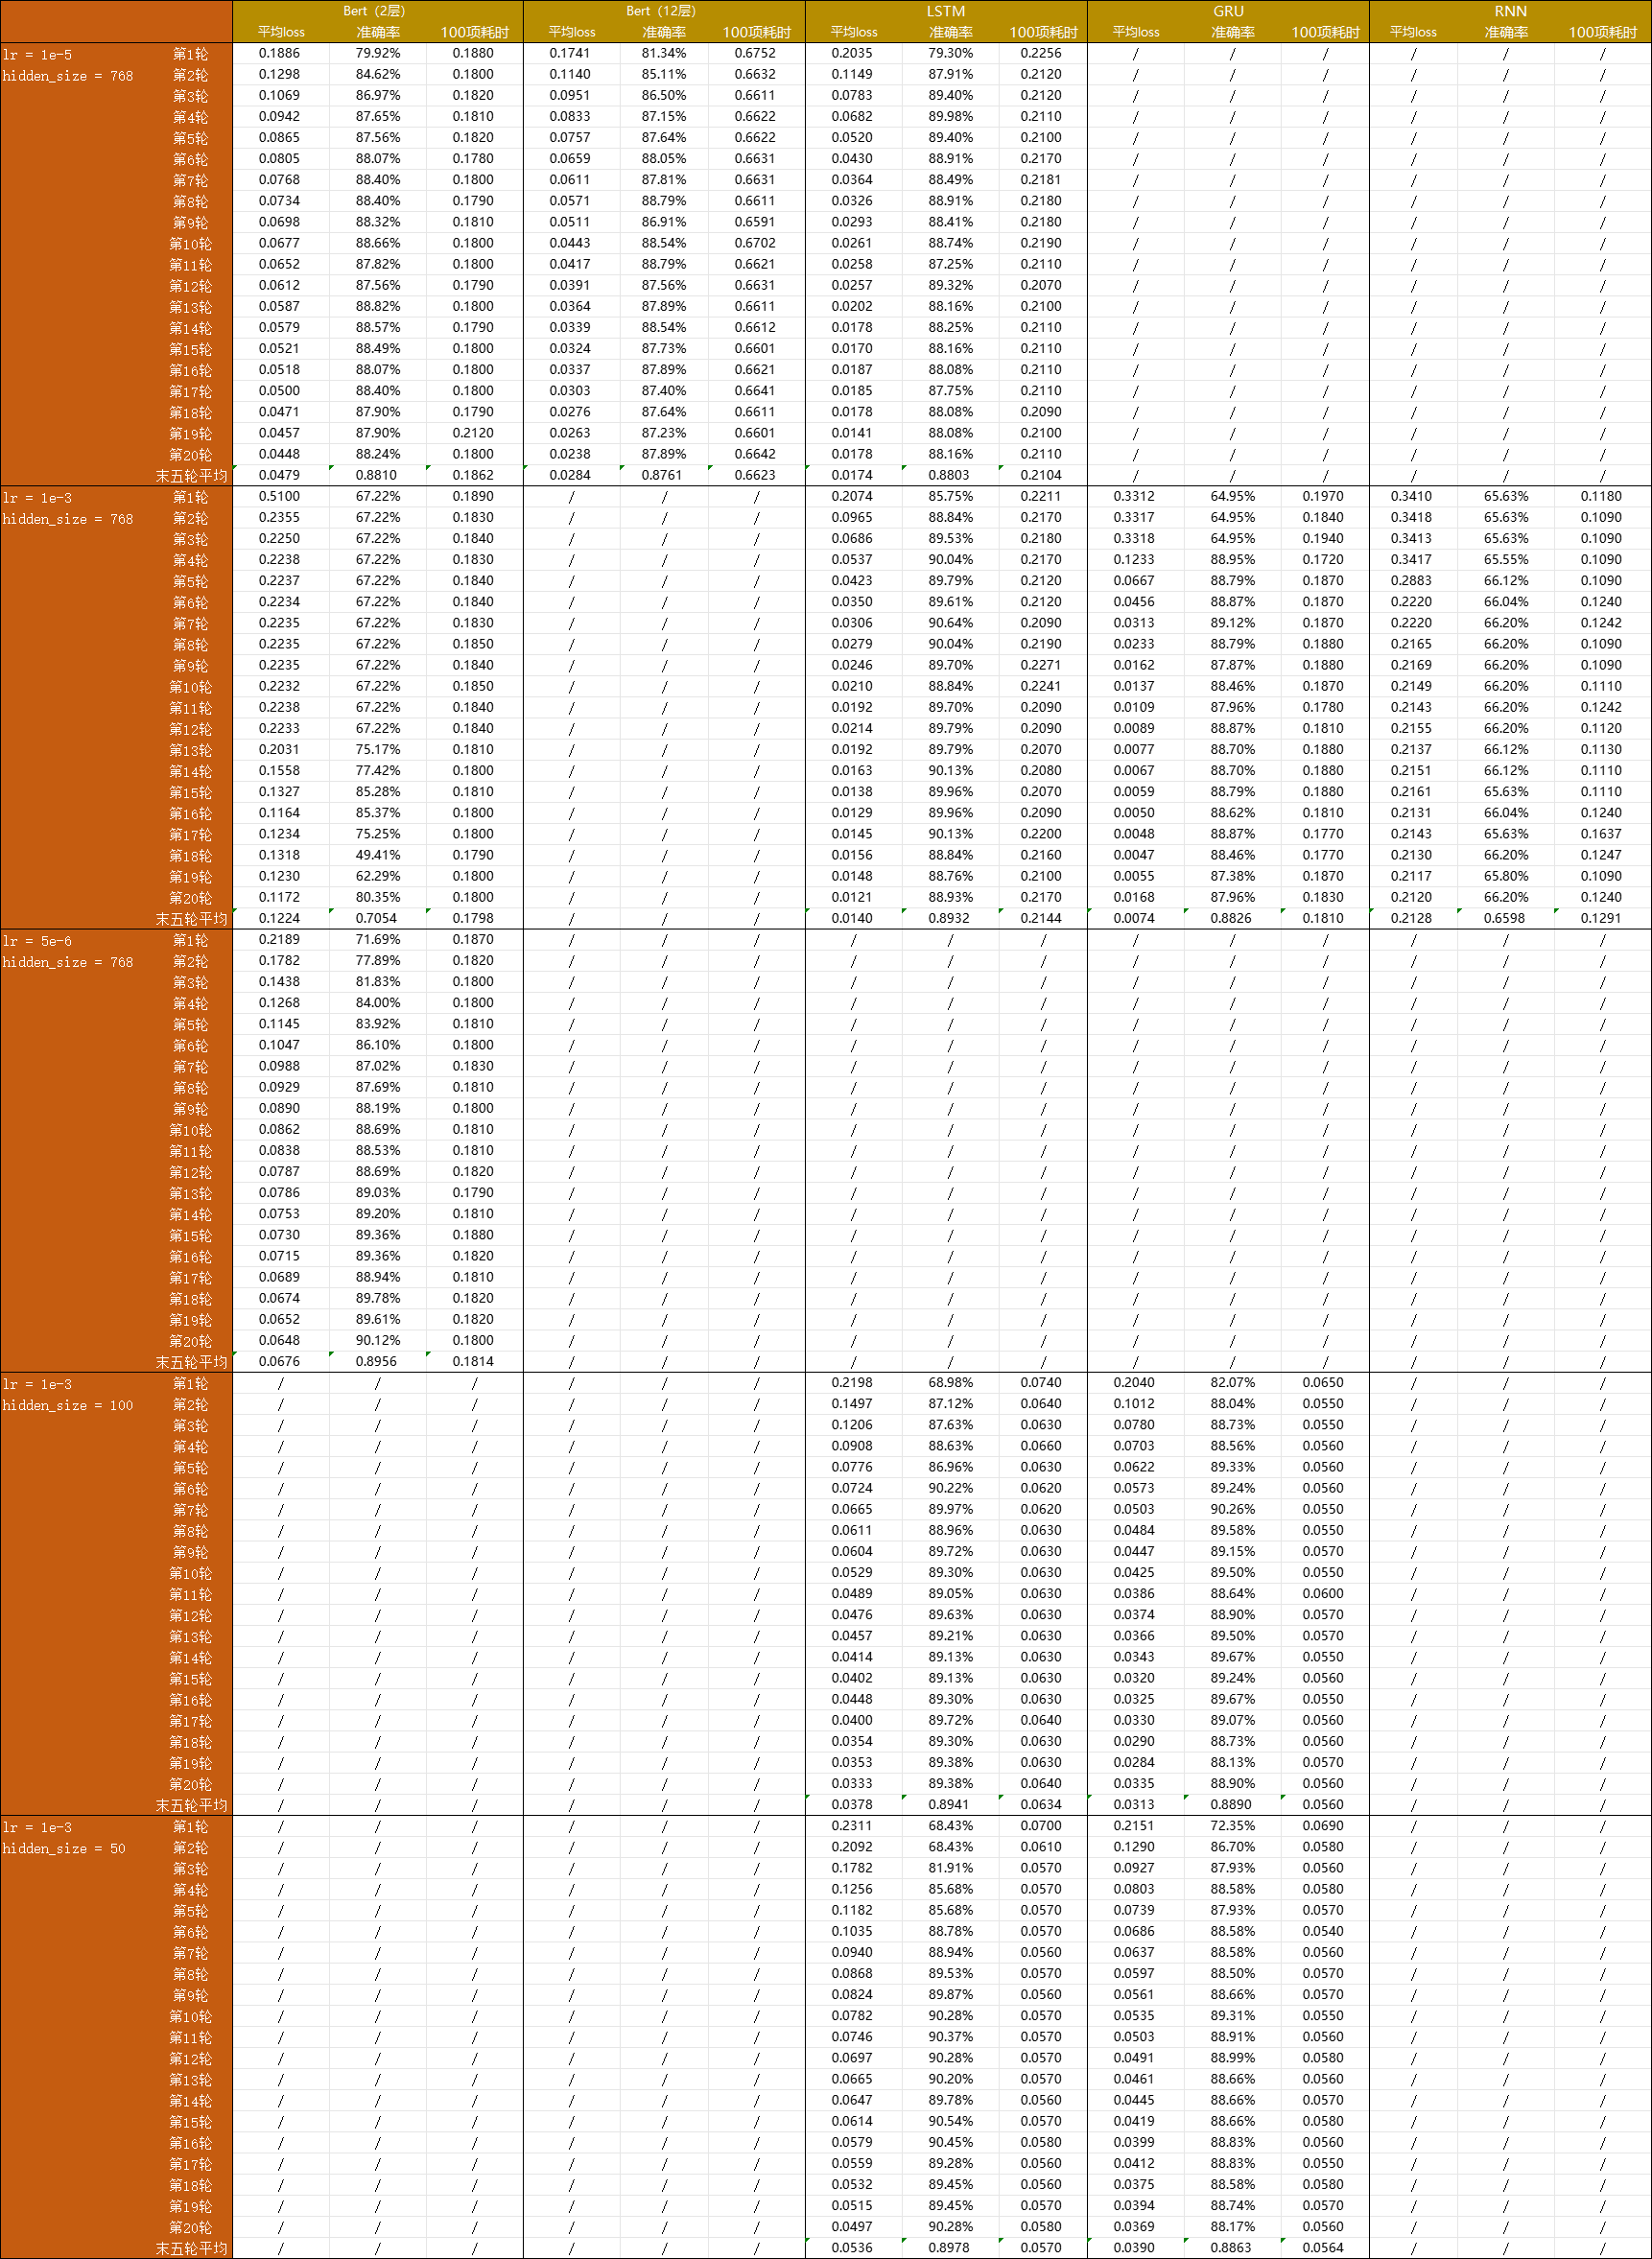 Bert（2层） Bert（12层） LSTM GRU RNN
平均loss 准确率 100项耗时 平均loss 准确率 100项耗时 平均loss 准确率 100项耗时 平均loss 准确率 100项耗时 平均loss 准确率 100项耗时
lr = 1e-5 第1轮 0.1886 79.92% 0.1880 0.1741 81.34% 0.6752 0.2035 79.30% 0.2256 / / / / / /
hidden_size = 768 第2轮 0.1298 84.62% 0.1800 0.1140 85.11% 0.6632 0.1149 87.91% 0.2120 / / / / / /
第3轮 0.1069 86.97% 0.1820 0.0951 86.50% 0.6611 0.0783 89.40% 0.2120 / / / / / /
第4轮 0.0942 87.65% 0.1810 0.0833 87.15% 0.6622 0.0682 89.98% 0.2110 / / / / / /
第5轮 0.0865 87.56% 0.1820 0.0757 87.64% 0.6622 0.0520 89.40% 0.2100 / / / / / /
第6轮 0.0805 88.07% 0.1780 0.0659 88.05% 0.6631 0.0430 88.91% 0.2170 / / / / / /
第7轮 0.0768 88.40% 0.1800 0.0611 87.81% 0.6631 0.0364 88.49% 0.2181 / / / / / /
第8轮 0.0734 88.40% 0.1790 0.0571 88.79% 0.6611 0.0326 88.91% 0.2180 / / / / / /
第9轮 0.0698 88.32% 0.1810 0.0511 86.91% 0.6591 0.0293 88.41% 0.2180 / / / / / /
第10轮 0.0677 88.66% 0.1800 0.0443 88.54% 0.6702 0.0261 88.74% 0.2190 / / / / / /
第11轮 0.0652 87.82% 0.1800 0.0417 88.79% 0.6621 0.0258 87.25% 0.2110 / / / / / /
第12轮 0.0612 87.56% 0.1790 0.0391 87.56% 0.6631 0.0257 89.32% 0.2070 / / / / / /
第13轮 0.0587 88.82% 0.1800 0.0364 87.89% 0.6611 0.0202 88.16% 0.2100 / / / / / /
第14轮 0.0579 88.57% 0.1790 0.0339 88.54% 0.6612 0.0178 88.25% 0.2110 / / / / / /
第15轮 0.0521 88.49% 0.1800 0.0324 87.73% 0.6601 0.0170 88.16% 0.2110 / / / / / /
第16轮 0.0518 88.07% 0.1800 0.0337 87.89% 0.6621 0.0187 88.08% 0.2110 / / / / / /
第17轮 0.0500 88.40% 0.1800 0.0303 87.40% 0.6641 0.0185 87.75% 0.2110 / / / / / /
第18轮 0.0471 87.90% 0.1790 0.0276 87.64% 0.6611 0.0178 88.08% 0.2090 / / / / / /
第19轮 0.0457 87.90% 0.2120 0.0263 87.23% 0.6601 0.0141 88.08% 0.2100 / / / / / /
第20轮 0.0448 88.24% 0.1800 0.0238 87.89% 0.6642 0.0178 88.16% 0.2110 / / / / / /
末五轮平均 0.0479 0.8810 0.1862 0.0284 0.8761 0.6623 0.0174 0.8803 0.2104 / / / / / /
lr = 1e-3 第1轮 0.5100 67.22% 0.1890 / / / 0.2074 85.75% 0.2211 0.3312 64.95% 0.1970 0.3410 65.63% 0.1180
hidden_size = 768 第2轮 0.2355 67.22% 0.1830 / / / 0.0965 88.84% 0.2170 0.3317 64.95% 0.1840 0.3418 65.63% 0.1090
第3轮 0.2250 67.22% 0.1840 / / / 0.0686 89.53% 0.2180 0.3318 64.95% 0.1940 0.3413 65.63% 0.1090
第4轮 0.2238 67.22% 0.1830 / / / 0.0537 90.04% 0.2170 0.1233 88.95% 0.1720 0.3417 65.55% 0.1090
第5轮 0.2237 67.22% 0.1840 / / / 0.0423 89.79% 0.2120 0.0667 88.79% 0.1870 0.2883 66.12% 0.1090
第6轮 0.2234 67.22% 0.1840 / / / 0.0350 89.61% 0.2120 0.0456 88.87% 0.1870 0.2220 66.04% 0.1240
第7轮 0.2235 67.22% 0.1830 / / / 0.0306 90.64% 0.2090 0.0313 89.12% 0.1870 0.2220 66.20% 0.1242
第8轮 0.2235 67.22% 0.1850 / / / 0.0279 90.04% 0.2190 0.0233 88.79% 0.1880 0.2165 66.20% 0.1090
第9轮 0.2235 67.22% 0.1840 / / / 0.0246 89.70% 0.2271 0.0162 87.87% 0.1880 0.2169 66.20% 0.1090
第10轮 0.2232 67.22% 0.1850 / / / 0.0210 88.84% 0.2241 0.0137 88.46% 0.1870 0.2149 66.20% 0.1110
第11轮 0.2238 67.22% 0.1840 / / / 0.0192 89.70% 0.2090 0.0109 87.96% 0.1780 0.2143 66.20% 0.1242
第12轮 0.2233 67.22% 0.1840 / / / 0.0214 89.79% 0.2090 0.0089 88.87% 0.1810 0.2155 66.20% 0.1120
第13轮 0.2031 75.17% 0.1810 / / / 0.0192 89.79% 0.2070 0.0077 88.70% 0.1880 0.2137 66.12% 0.1130
第14轮 0.1558 77.42% 0.1800 / / / 0.0163 90.13% 0.2080 0.0067 88.70% 0.1880 0.2151 66.12% 0.1110
第15轮 0.1327 85.28% 0.1810 / / / 0.0138 89.96% 0.2070 0.0059 88.79% 0.1880 0.2161 65.63% 0.1110
第16轮 0.1164 85.37% 0.1800 / / / 0.0129 89.96% 0.2090 0.0050 88.62% 0.1810 0.2131 66.04% 0.1240
第17轮 0.1234 75.25% 0.1800 / / / 0.0145 90.13% 0.2200 0.0048 88.87% 0.1770 0.2143 65.63% 0.1637
第18轮 0.1318 49.41% 0.1790 / / / 0.0156 88.84% 0.2160 0.0047 88.46% 0.1770 0.2130 66.20% 0.1247
第19轮 0.1230 62.29% 0.1800 / / / 0.0148 88.76% 0.2100 0.0055 87.38% 0.1870 0.2117 65.80% 0.1090
第20轮 0.1172 80.35% 0.1800 / / / 0.0121 88.93% 0.2170 0.0168 87.96% 0.1830 0.2120 66.20% 0.1240
末五轮平均 0.1224 0.7054 0.1798 / / / 0.0140 0.8932 0.2144 0.0074 0.8826 0.1810 0.2128 0.6598 0.1291
lr = 5e-6 第1轮 0.2189 71.69% 0.1870 / / / / / / / / / / / /
hidden_size = 768 第2轮 0.1782 77.89% 0.1820 / / / / / / / / / / / /
第3轮 0.1438 81.83% 0.1800 / / / / / / / / / / / /
第4轮 0.1268 84.00% 0.1800 / / / / / / / / / / / /
第5轮 0.1145 83.92% 0.1810 / / / / / / / / / / / /
第6轮 0.1047 86.10% 0.1800 / / / / / / / / / / / /
第7轮 0.0988 87.02% 0.1830 / / / / / / / / / / / /
第8轮 0.0929 87.69% 0.1810 / / / / / / / / / / / /
第9轮 0.0890 88.19% 0.1800 / / / / / / / / / / / /
第10轮 0.0862 88.69% 0.1810 / / / / / / / / / / / /
第11轮 0.0838 88.53% 0.1810 / / / / / / / / / / / /
第12轮 0.0787 88.69% 0.1820 / / / / / / / / / / / /
第13轮 0.0786 89.03% 0.1790 / / / / / / / / / / / /
第14轮 0.0753 89.20% 0.1810 / / / / / / / / / / / /
第15轮 0.0730 89.36% 0.1880 / / / / / / / / / / / /
第16轮 0.0715 89.36% 0.1820 / / / / / / / / / / / /
第17轮 0.0689 88.94% 0.1810 / / / / / / / / / / / /
第18轮 0.0674 89.78% 0.1820 / / / / / / / / / / / /
第19轮 0.0652 89.61% 0.1820 / / / / / / / / / / / /
第20轮 0.0648 90.12% 0.1800 / / / / / / / / / / / /
末五轮平均 0.0676 0.8956 0.1814 / / / / / / / / / / / /
lr = 1e-3 第1轮 / / / / / / 0.2198 68.98% 0.0740 0.2040 82.07% 0.0650 / / /
hidden_size = 100 第2轮 / / / / / / 0.1497 87.12% 0.0640 0.1012 88.04% 0.0550 / / /
第3轮 / / / / / / 0.1206 87.63% 0.0630 0.0780 88.73% 0.0550 / / /
第4轮 / / / / / / 0.0908 88.63% 0.0660 0.0703 88.56% 0.0560 / / /
第5轮 / / / / / / 0.0776 86.96% 0.0630 0.0622 89.33% 0.0560 / / /
第6轮 / / / / / / 0.0724 90.22% 0.0620 0.0573 89.24% 0.0560 / / /
第7轮 / / / / / / 0.0665 89.97% 0.0620 0.0503 90.26% 0.0550 / / /
第8轮 / / / / / / 0.0611 88.96% 0.0630 0.0484 89.58% 0.0550 / / /
第9轮 / / / / / / 0.0604 89.72% 0.0630 0.0447 89.15% 0.0570 / / /
第10轮 / / / / / / 0.0529 89.30% 0.0630 0.0425 89.50% 0.0550 / / /
第11轮 / / / / / / 0.0489 89.05% 0.0630 0.0386 88.64% 0.0600 / / /
第12轮 / / / / / / 0.0476 89.63% 0.0630 0.0374 88.90% 0.0570 / / /
第13轮 / / / / / / 0.0457 89.21% 0.0630 0.0366 89.50% 0.0570 / / /
第14轮 / / / / / / 0.0414 89.13% 0.0630 0.0343 89.67% 0.0550 / / /
第15轮 / / / / / / 0.0402 89.13% 0.0630 0.0320 89.24% 0.0560 / / /
第16轮 / / / / / / 0.0448 89.30% 0.0630 0.0325 89.67% 0.0550 / / /
第17轮 / / / / / / 0.0400 89.72% 0.0640 0.0330 89.07% 0.0560 / / /
第18轮 / / / / / / 0.0354 89.30% 0.0630 0.0290 88.73% 0.0560 / / /
第19轮 / / / / / / 0.0353 89.38% 0.0630 0.0284 88.13% 0.0570 / / /
第20轮 / / / / / / 0.0333 89.38% 0.0640 0.0335 88.90% 0.0560 / / /
末五轮平均 / / / / / / 0.0378 0.8941 0.0634 0.0313 0.8890 0.0560 / / /
lr = 1e-3 第1轮 / / / / / / 0.2311 68.43% 0.0700 0.2151 72.35% 0.0690 / / /
hidden_size = 50 第2轮 / / / / / / 0.2092 68.43% 0.0610 0.1290 86.70% 0.0580 / / /
第3轮 / / / / / / 0.1782 81.91% 0.0570 0.0927 87.93% 0.0560 / / /
第4轮 / / / / / / 0.1256 85.68% 0.0570 0.0803 88.58% 0.0580 / / /
第5轮 / / / / / / 0.1182 85.68% 0.0570 0.0739 87.93% 0.0570 / / /
第6轮 / / / / / / 0.1035 88.78% 0.0570 0.0686 88.58% 0.0540 / / /
第7轮 / / / / / / 0.0940 88.94% 0.0560 0.0637 88.58% 0.0560 / / /
第8轮 / / / / / / 0.0868 89.53% 0.0570 0.0597 88.50% 0.0570 / / /
第9轮 / / / / / / 0.0824 89.87% 0.0560 0.0561 88.66% 0.0570 / / /
第10轮 / / / / / / 0.0782 90.28% 0.0570 0.0535 89.31% 0.0550 / / /
第11轮 / / / / / / 0.0746 90.37% 0.0570 0.0503 88.91% 0.0560 / / /
第12轮 / / / / / / 0.0697 90.28% 0.0570 0.0491 88.99% 0.0580 / / /
第13轮 / / / / / / 0.0665 90.20% 0.0570 0.0461 88.66% 0.0560 / / /
第14轮 / / / / / / 0.0647 89.78% 0.0560 0.0445 88.66% 0.0570 / / /
第15轮 / / / / / / 0.0614 90.54% 0.0570 0.0419 88.66% 0.0580 / / /
第16轮 / / / / / / 0.0579 90.45% 0.0580 0.0399 88.83% 0.0560 / / /
第17轮 / / / / / / 0.0559 89.28% 0.0560 0.0412 88.83% 0.0550 / / /
第18轮 / / / / / / 0.0532 89.45% 0.0560 0.0375 88.58% 0.0580 / / /
第19轮 / / / / / / 0.0515 89.45% 0.0570 0.0394 88.74% 0.0570 / / /
第20轮 / / / / / / 0.0497 90.28% 0.0580 0.0369 88.17% 0.0560 / / /
末五轮平均 / / / / / / 0.0536 0.8978 0.0570 0.0390 0.8863 0.0564 / / /